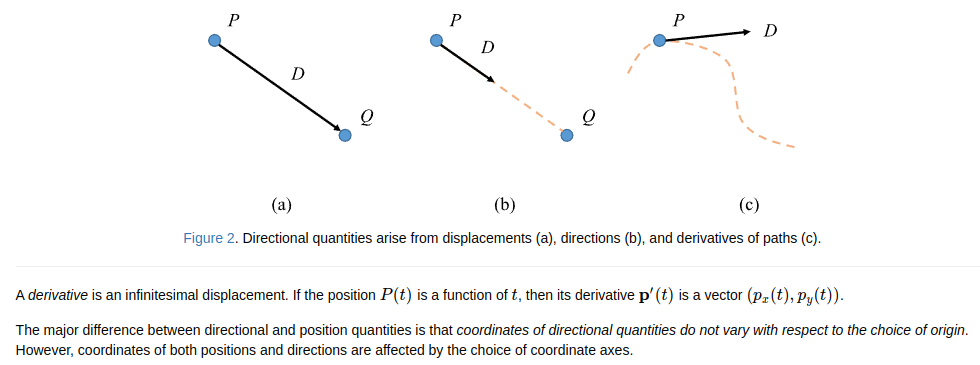 P P P
D D D
Q Q
(a) (b) (c)
Figure 2. Directional quantities arise from displacements (a), directions (b), and derivatives of paths (c).
A derivative is an infinitesimal displacement. If the position P(t) is a function of t, then its derivative p′(t) is a vector (pₓ(t), p_y(t)).
The major difference between directional and position quantities is that coordinates of directional quantities do not vary with respect to the choice of origin.
However, coordinates of both positions and directions are affected by the choice of coordinate axes.